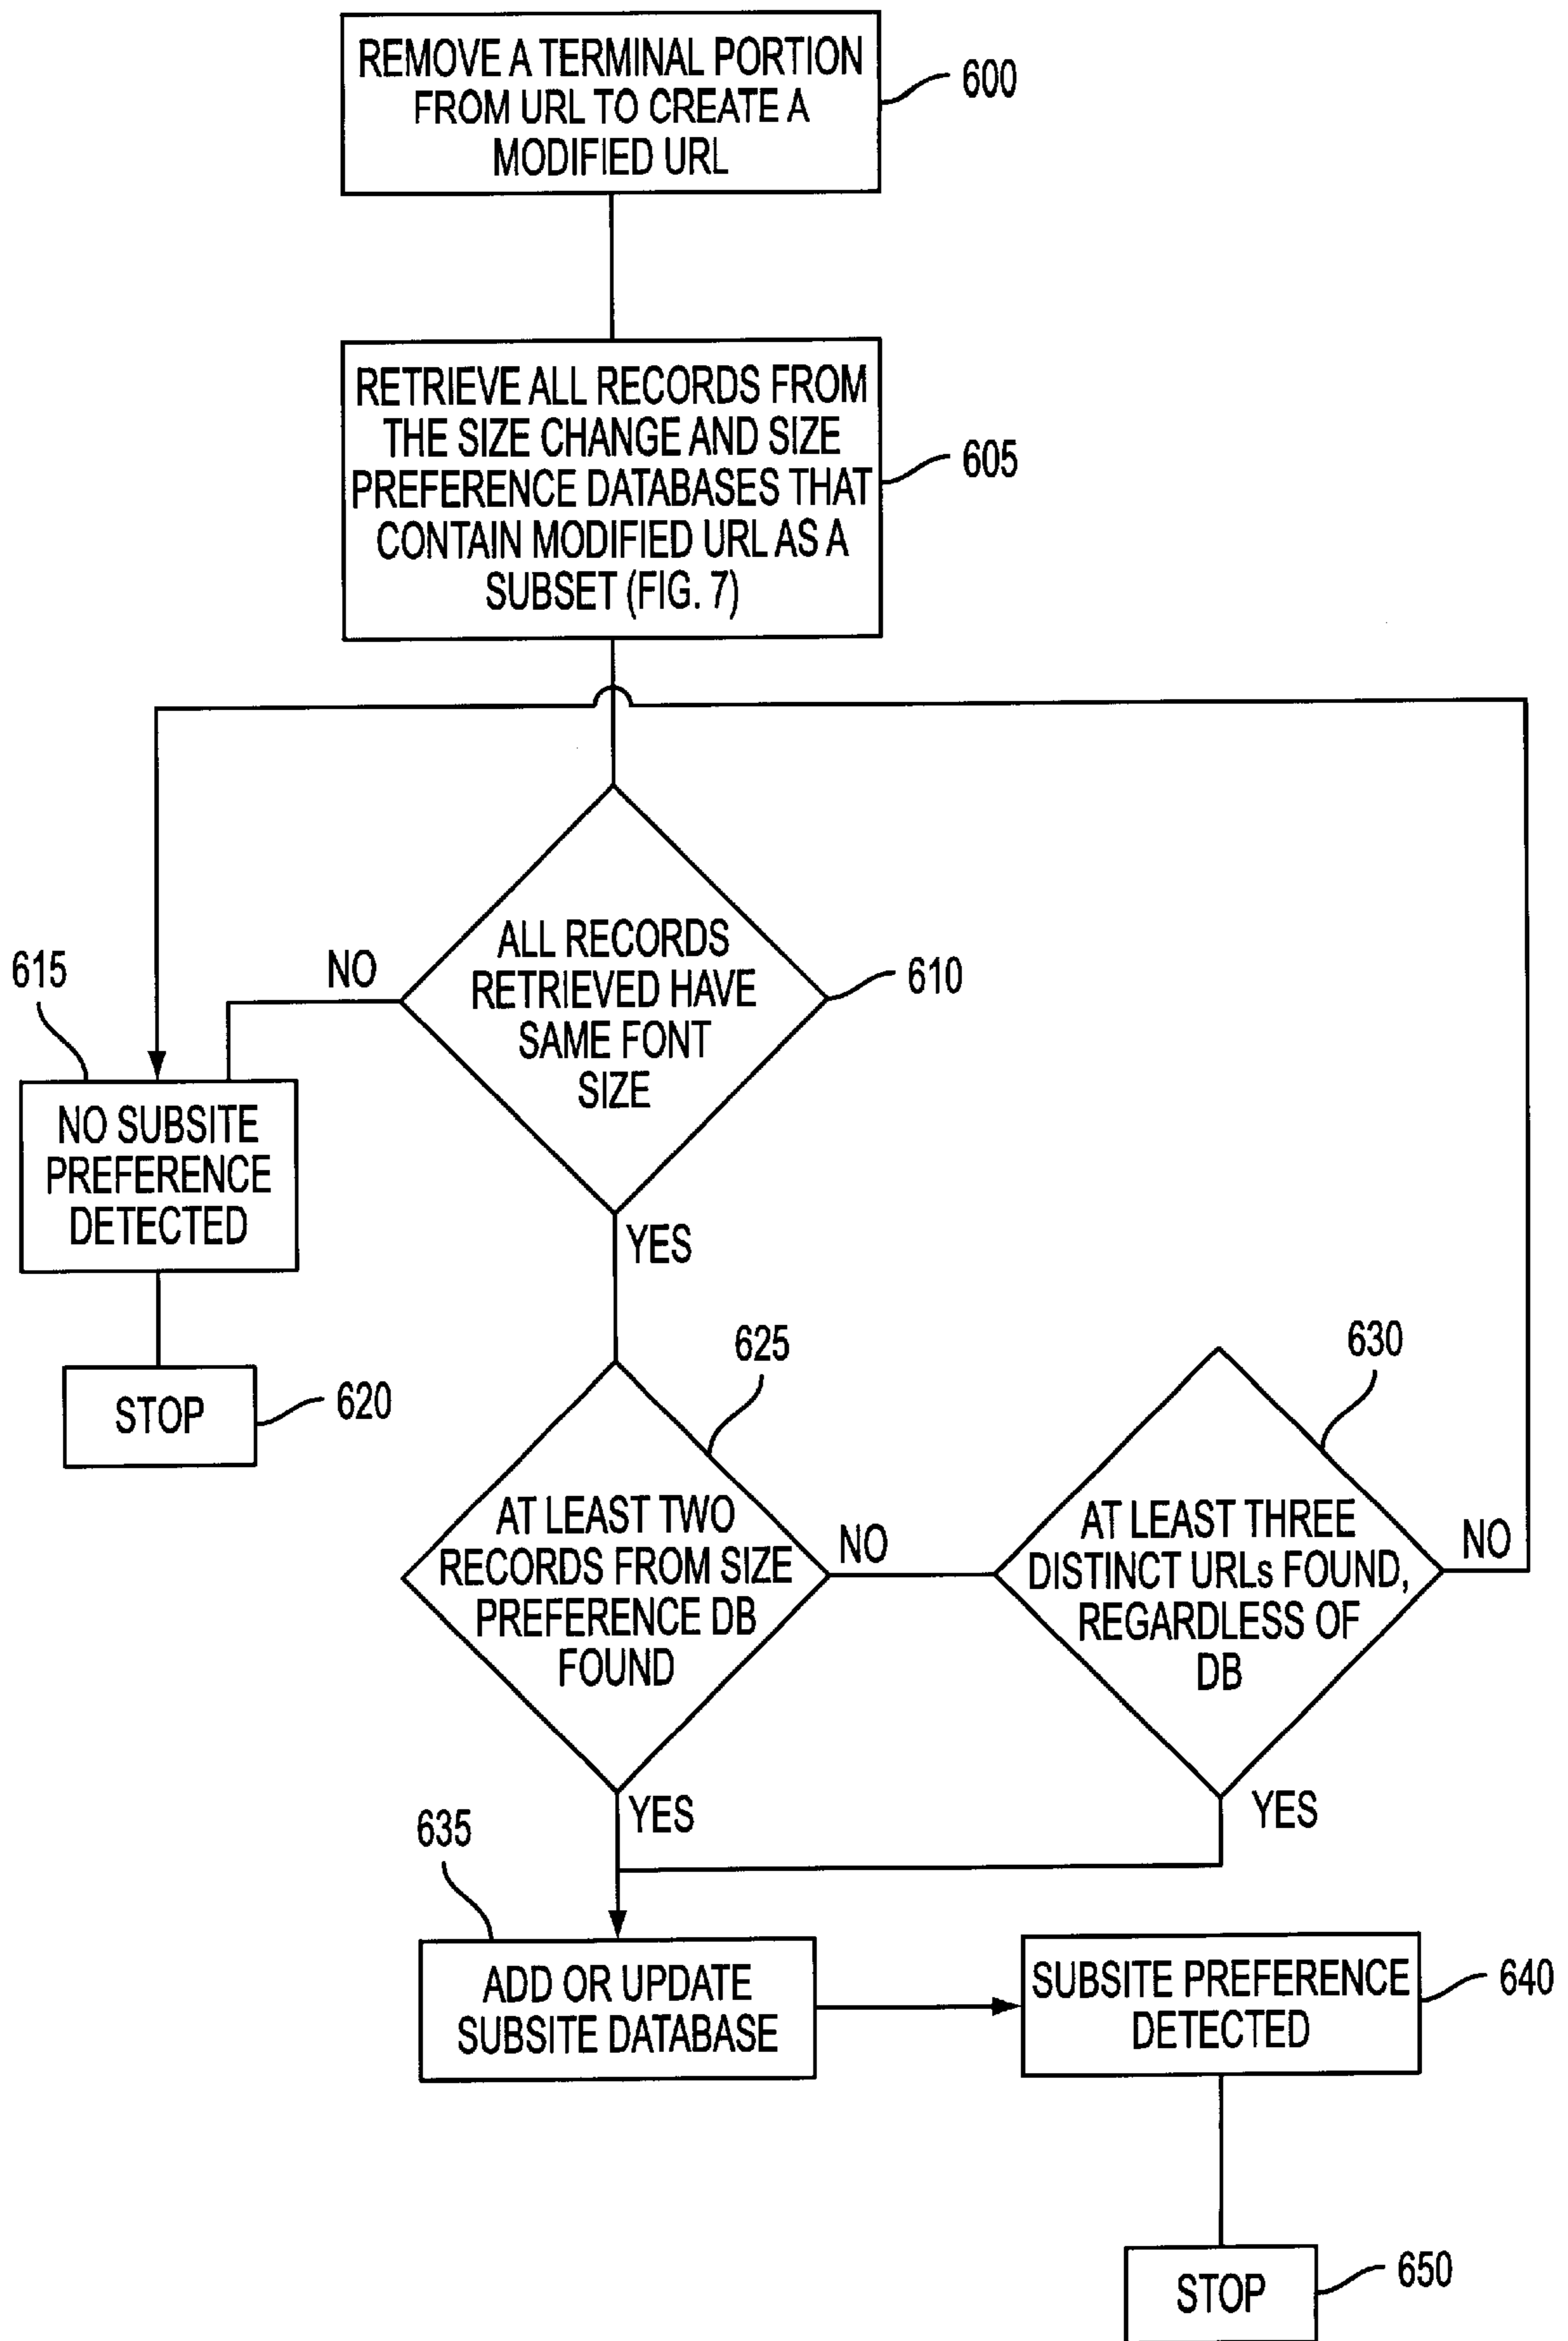 REMOVE A TERMINAL PORTION
FROM URL TO CREATE A
MODIFIED URL
600
RETRIEVE ALL RECORDS FROM
THE SIZE CHANGE AND SIZE
PREFERENCE DATABASES THAT
CONTAIN MODIFIED URL AS A
SUBSET (FIG. 7)
605
ALL RECORDS
RETRIEVED HAVE
SAME FONT
SIZE
610
NO
615
NO SUBSITE
PREFERENCE
DETECTED
STOP
620
YES
625
AT LEAST TWO
RECORDS FROM SIZE
PREFERENCE DB
FOUND
NO
630
AT LEAST THREE
DISTINCT URLs FOUND,
REGARDLESS OF
DB
NO
YES
YES
635
ADD OR UPDATE
SUBSITE DATABASE
SUBSITE PREFERENCE
DETECTED
640
STOP
650